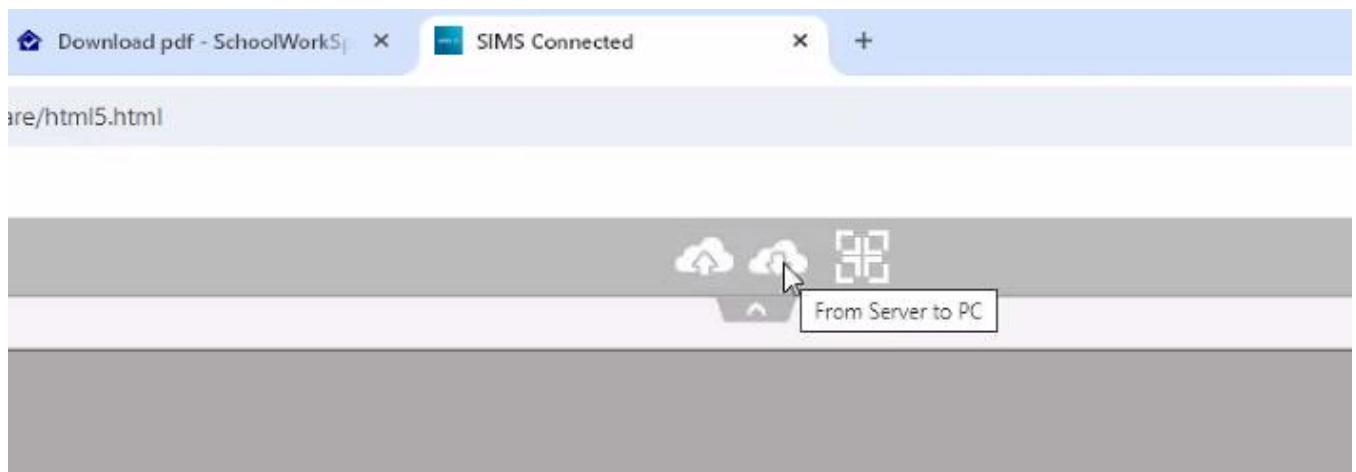 Download pdf - SchoolWorkS
SIMS Connected
are/html5.html
From Server to PC